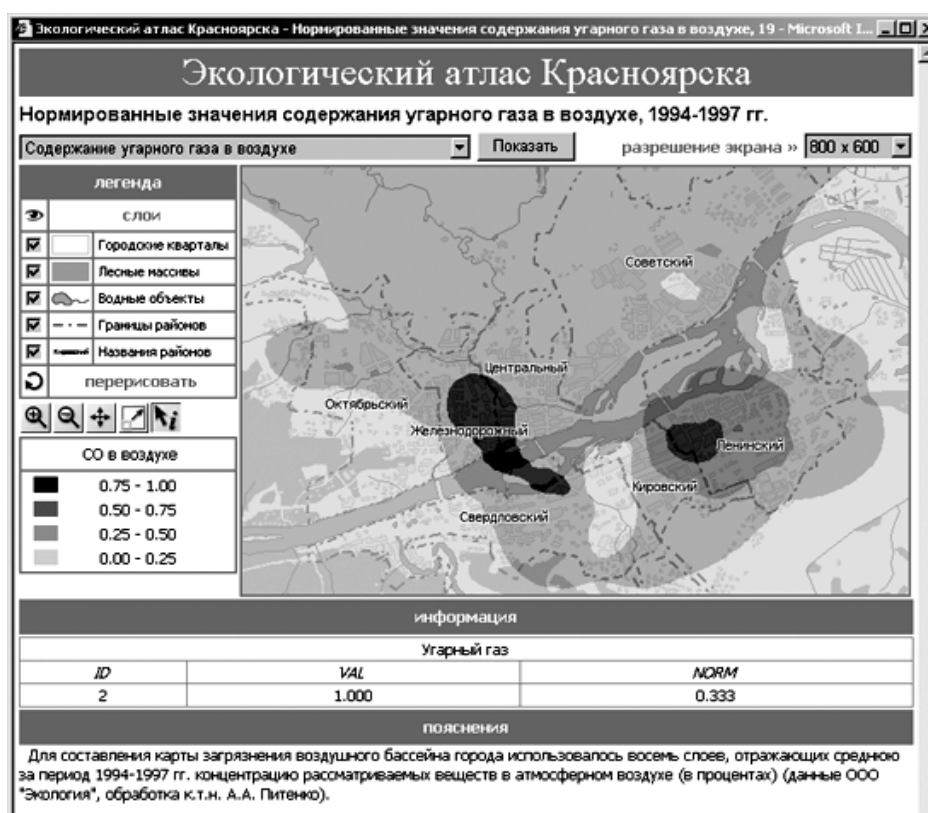 Экологический атлас Красноярска - Нормированные значения содержания угарного газа в воздухе, 19 - Microsoft I...
Экологический атлас Красноярска
Нормированные значения содержания угарного газа в воздухе, 1994-1997 гг.
Содержание угарного газа в воздухе
Показать
разрешение экрана »
800 x 600
легенда
слои
Городские кварталы
Лесные массивы
Водные объекты
Границы районов
Названия районов
перерисовать
CO в воздухе
0.75 - 1.00
0.50 - 0.75
0.25 - 0.50
0.00 - 0.25
Советский
Центральный
Октябрьский
Железнодорожный
Ленинский
Кировский
Свердловский
информация
Угарный газ
ID VAL NORM
2 1.000 0.333
пояснения
Для составления карты загрязнения воздушного бассейна города использовалось восемь слоев, отражающих среднюю
за период 1994-1997 гг. концентрацию рассматриваемых веществ в атмосферном воздухе (в процентах) (данные ООО
"Экология", обработка к.т.н. А.А. Питенко).